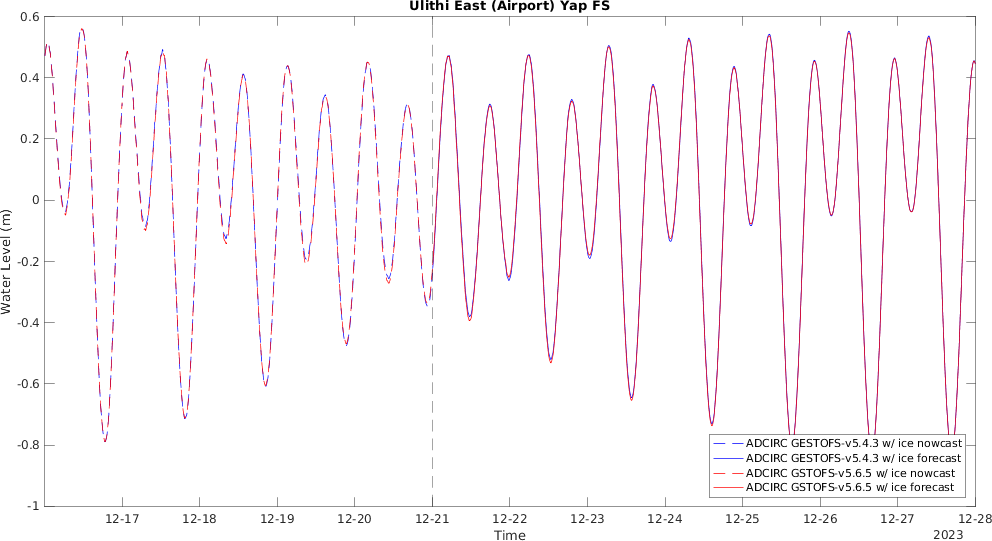 Ulithi East (Airport) Yap FS
0.6
0.4
0.2
0
-0.2
-0.4
-0.6
-0.8
-1
Water Level (m)
ADCIRC GESTOFS-v5.4.3 w/ ice nowcast
ADCIRC GESTOFS-v5.4.3 w/ ice forecast
ADCIRC GSTOFS-v5.6.5 w/ ice nowcast
ADCIRC GSTOFS-v5.6.5 w/ ice forecast
12-17 12-18 12-19 12-20 12-21 12-22 12-23 12-24 12-25 12-26 12-27 12-28
Time
2023